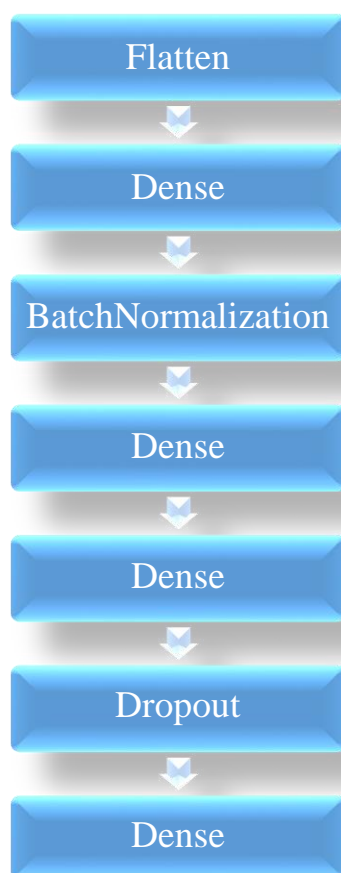 Flatten
Dense
BatchNormalization
Dense
Dense
Dropout
Dense